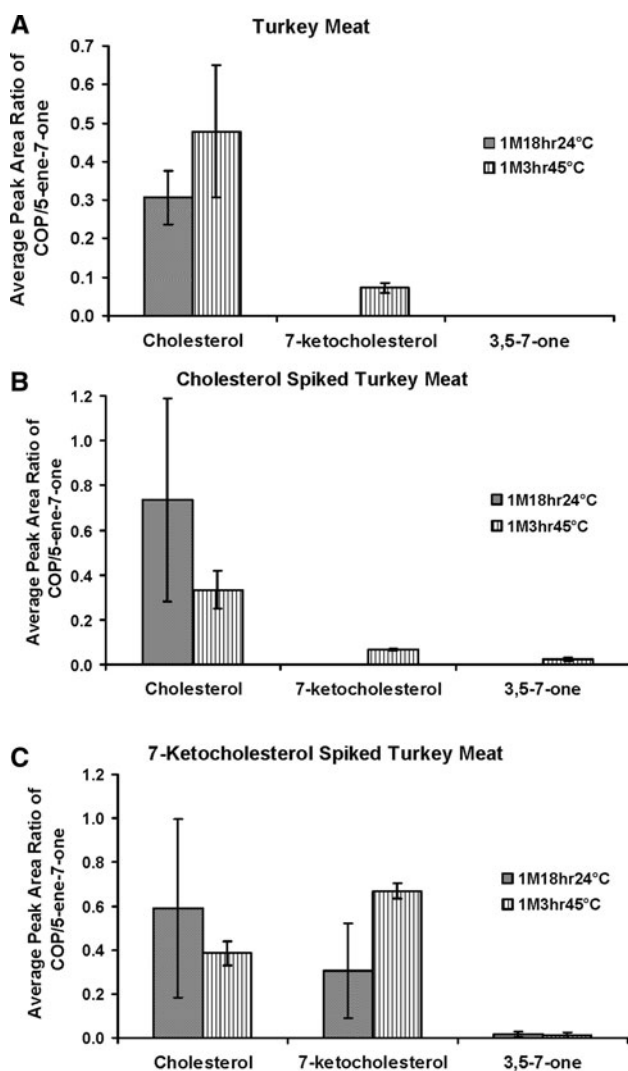 A
Turkey Meat
Average Peak Area Ratio of
COP/5-ene-7-one
0.7
0.6
0.5
0.4
0.3
0.2
0.1
0.0
1M18hr24°C
1M3hr45°C
Cholesterol 7-ketocholesterol 3,5-7-one
B
Cholesterol Spiked Turkey Meat
Average Peak Area Ratio of
COP/5-ene-7-one
1.2
1.0
0.8
0.6
0.4
0.2
0.0
1M18hr24°C
1M3hr45°C
Cholesterol 7-ketocholesterol 3,5-7-one
C
7-Ketocholesterol Spiked Turkey Meat
Average Peak Area Ratio of
COP/5-ene-7-one
1.2
1.0
0.8
0.6
0.4
0.2
0.0
1M18hr24°C
1M3hr45°C
Cholesterol 7-ketocholesterol 3,5-7-one